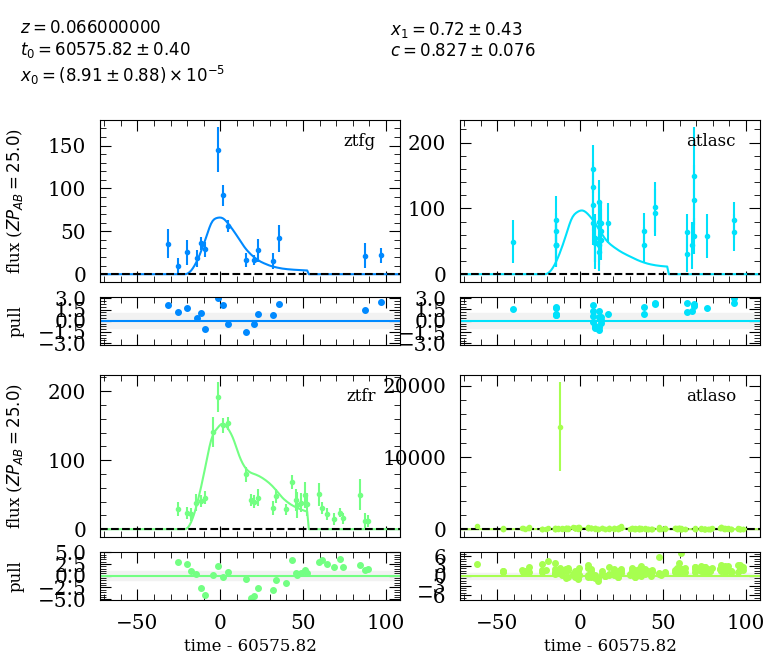 z = 0.066000000
t0 = 60575.82 ± 0.40
x0 = (8.91 ± 0.88) × 10^−5
x1 = 0.72 ± 0.43
c = 0.827 ± 0.076
flux (ZP_AB = 25.0)
150
100
50
0
ztfg
200
100
0
atlasc
pull
3.0
1.5
0.0
−1.5
−3.0
3.0
1.5
0.0
−1.5
−3.0
flux (ZP_AB = 25.0)
200
100
0
ztfr
20000
10000
0
atlaso
pull
5.0
2.5
0.0
−2.5
−5.0
6
3
0
−3
−6
−50 0 50 100
−50 0 50 100
time - 60575.82
time - 60575.82